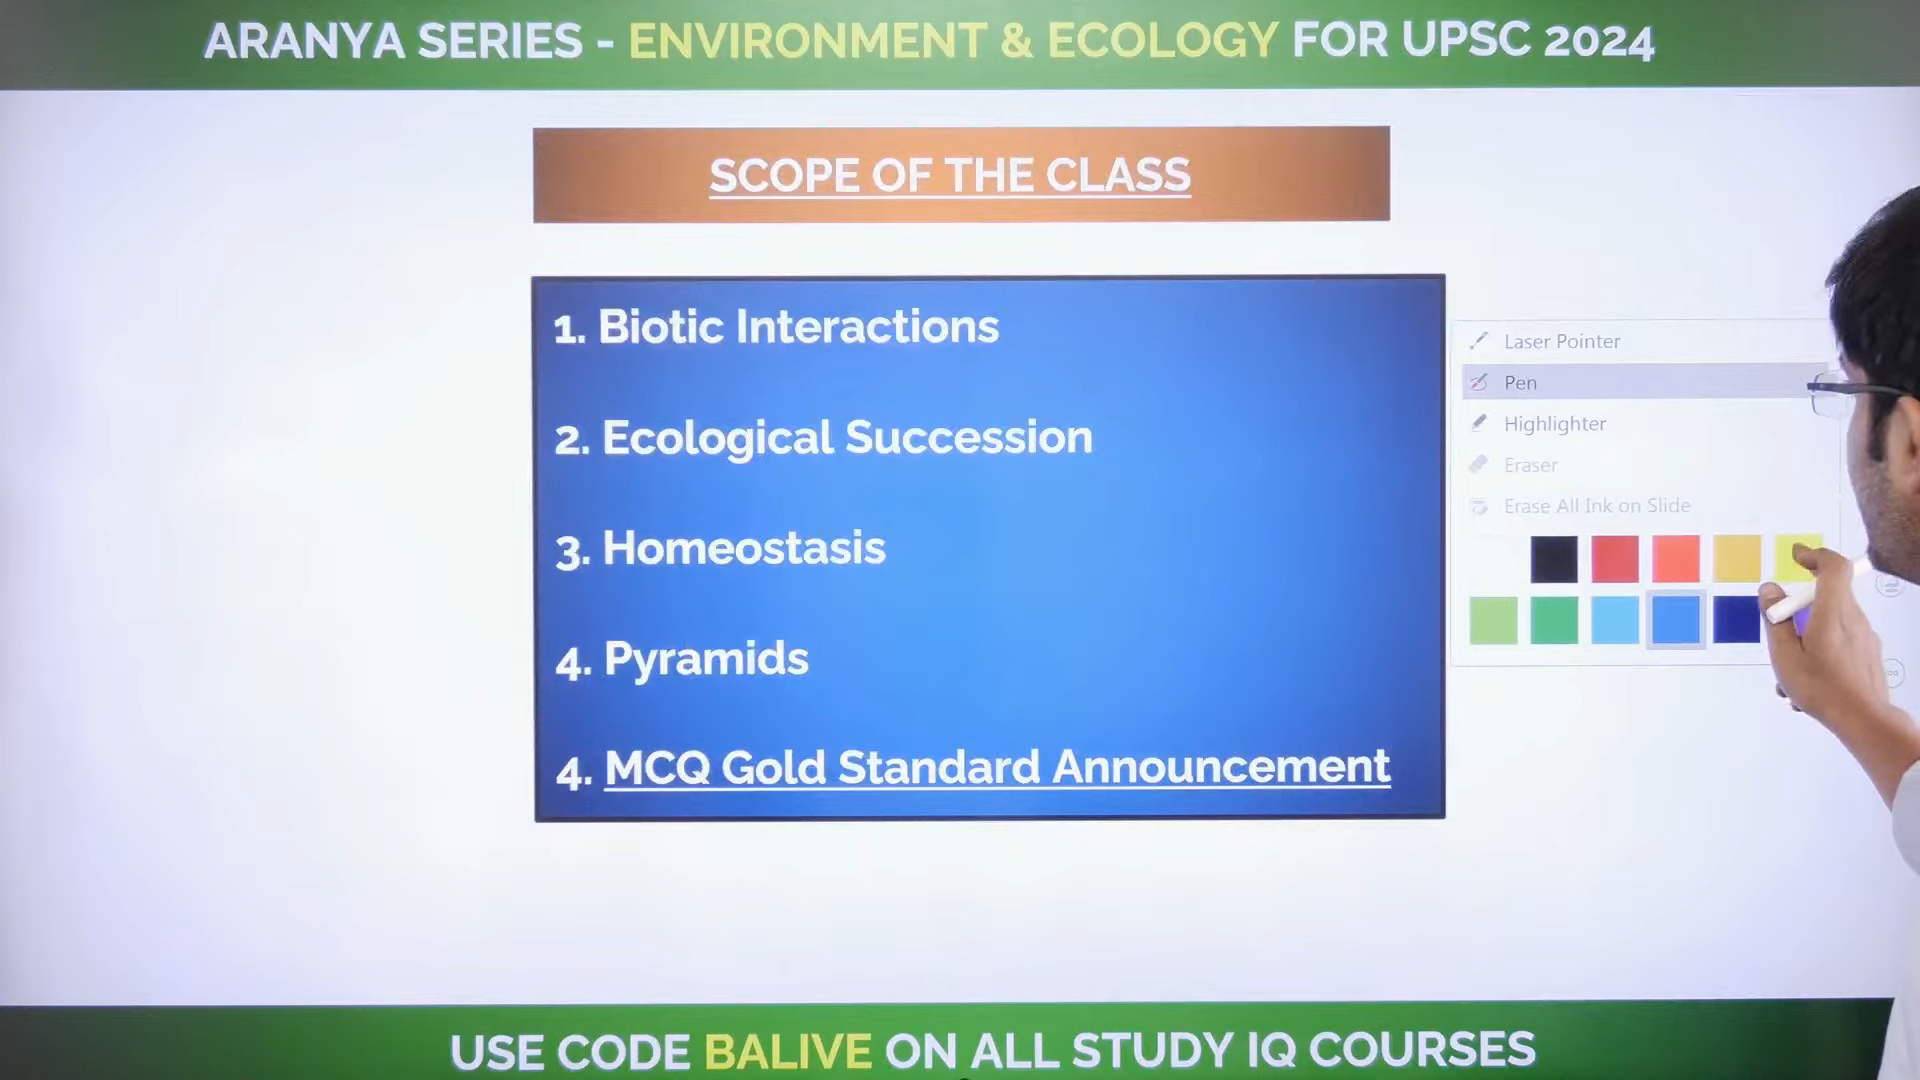 ARANYA SERIES - ENVIRONMENT & ECOLOGY FOR UPSC 2024
SCOPE OF THE CLASS
1. Biotic Interactions
2. Ecological Succession
3. Homeostasis
4. Pyramids
4. MCQ Gold Standard Announcement
Laser Pointer
Pen
Highlighter
Eraser
Erase All Ink on Slide
USE CODE BALIVE ON ALL STUDY IQ COURSES